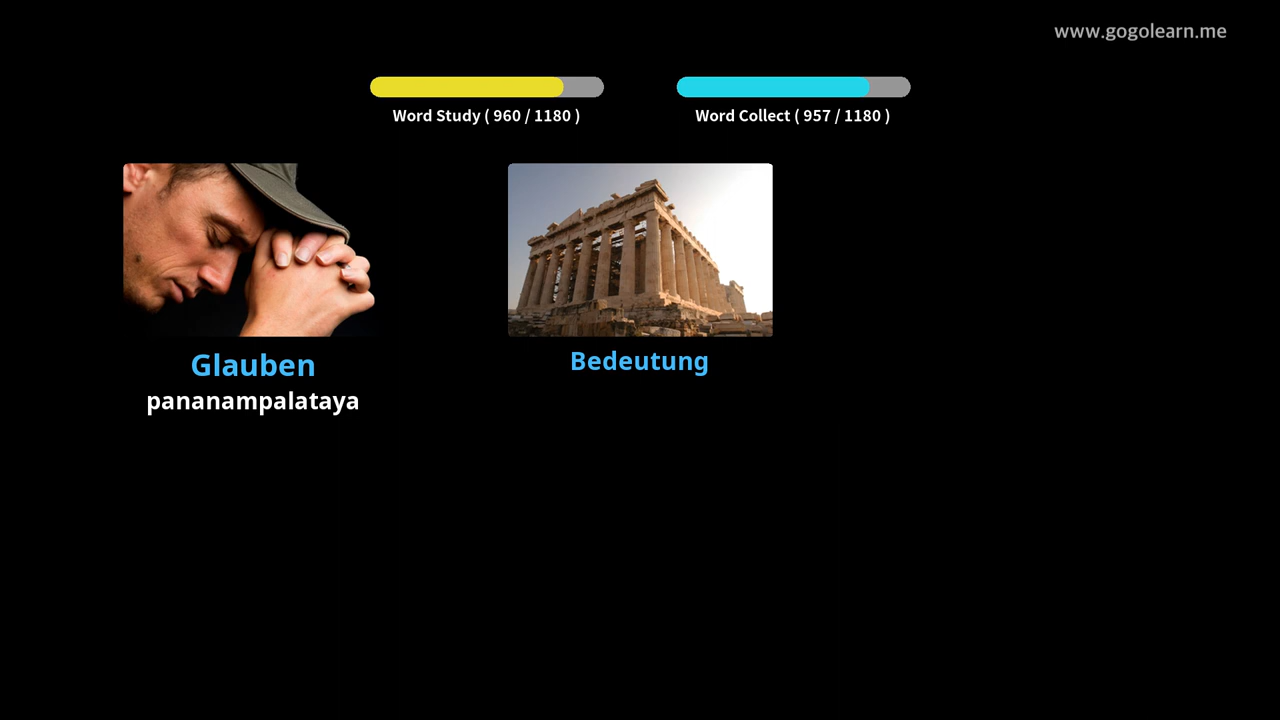 www.gogolearn.me
Word Study ( 960 / 1180 )
Word Collect ( 957 / 1180 )
Glauben
pananampalataya
Bedeutung